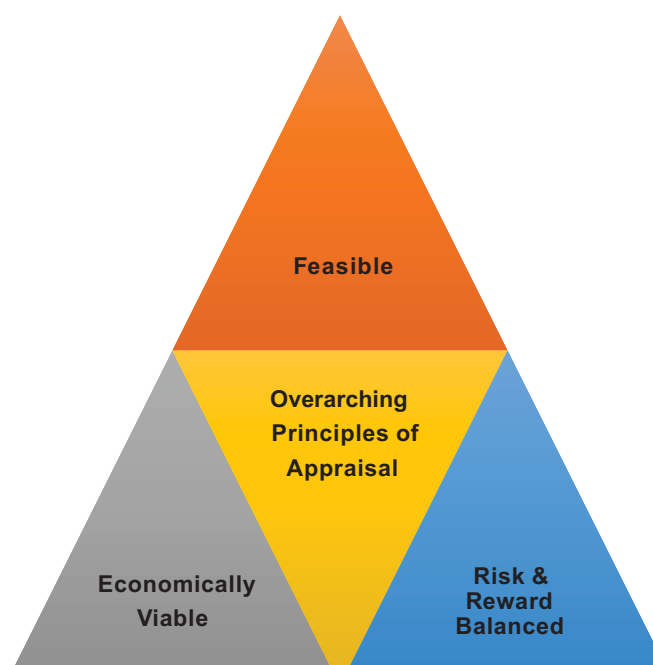 Feasible
Overarching
Principles of
Appraisal
Economically
Viable
Risk &
Reward
Balanced